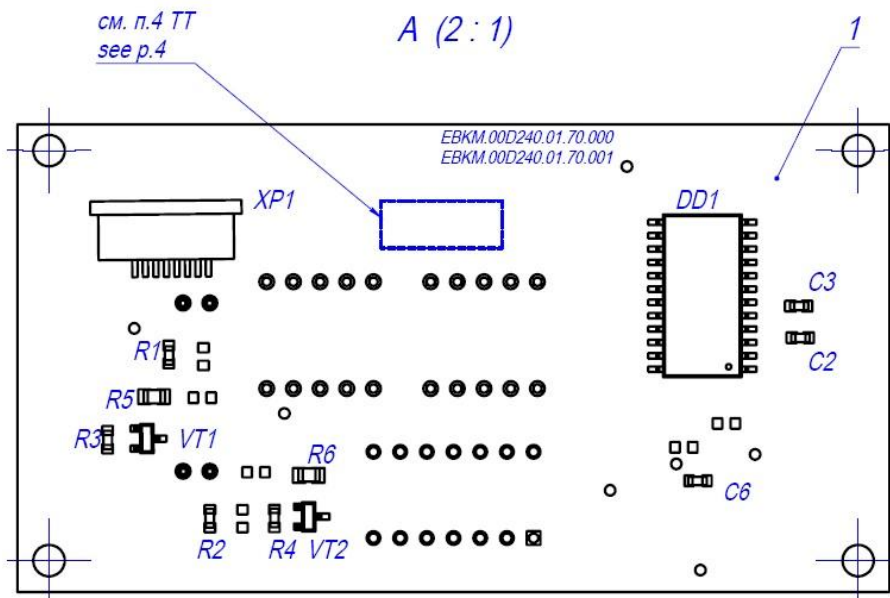 см. п.4 ТТ
see p.4
А (2 : 1)
1
EBKM.00D240.01.70.000
EBKM.00D240.01.70.001
XP1
DD1
C3
C2
R1
R5
R3
VT1
R6
C6
R2
R4
VT2